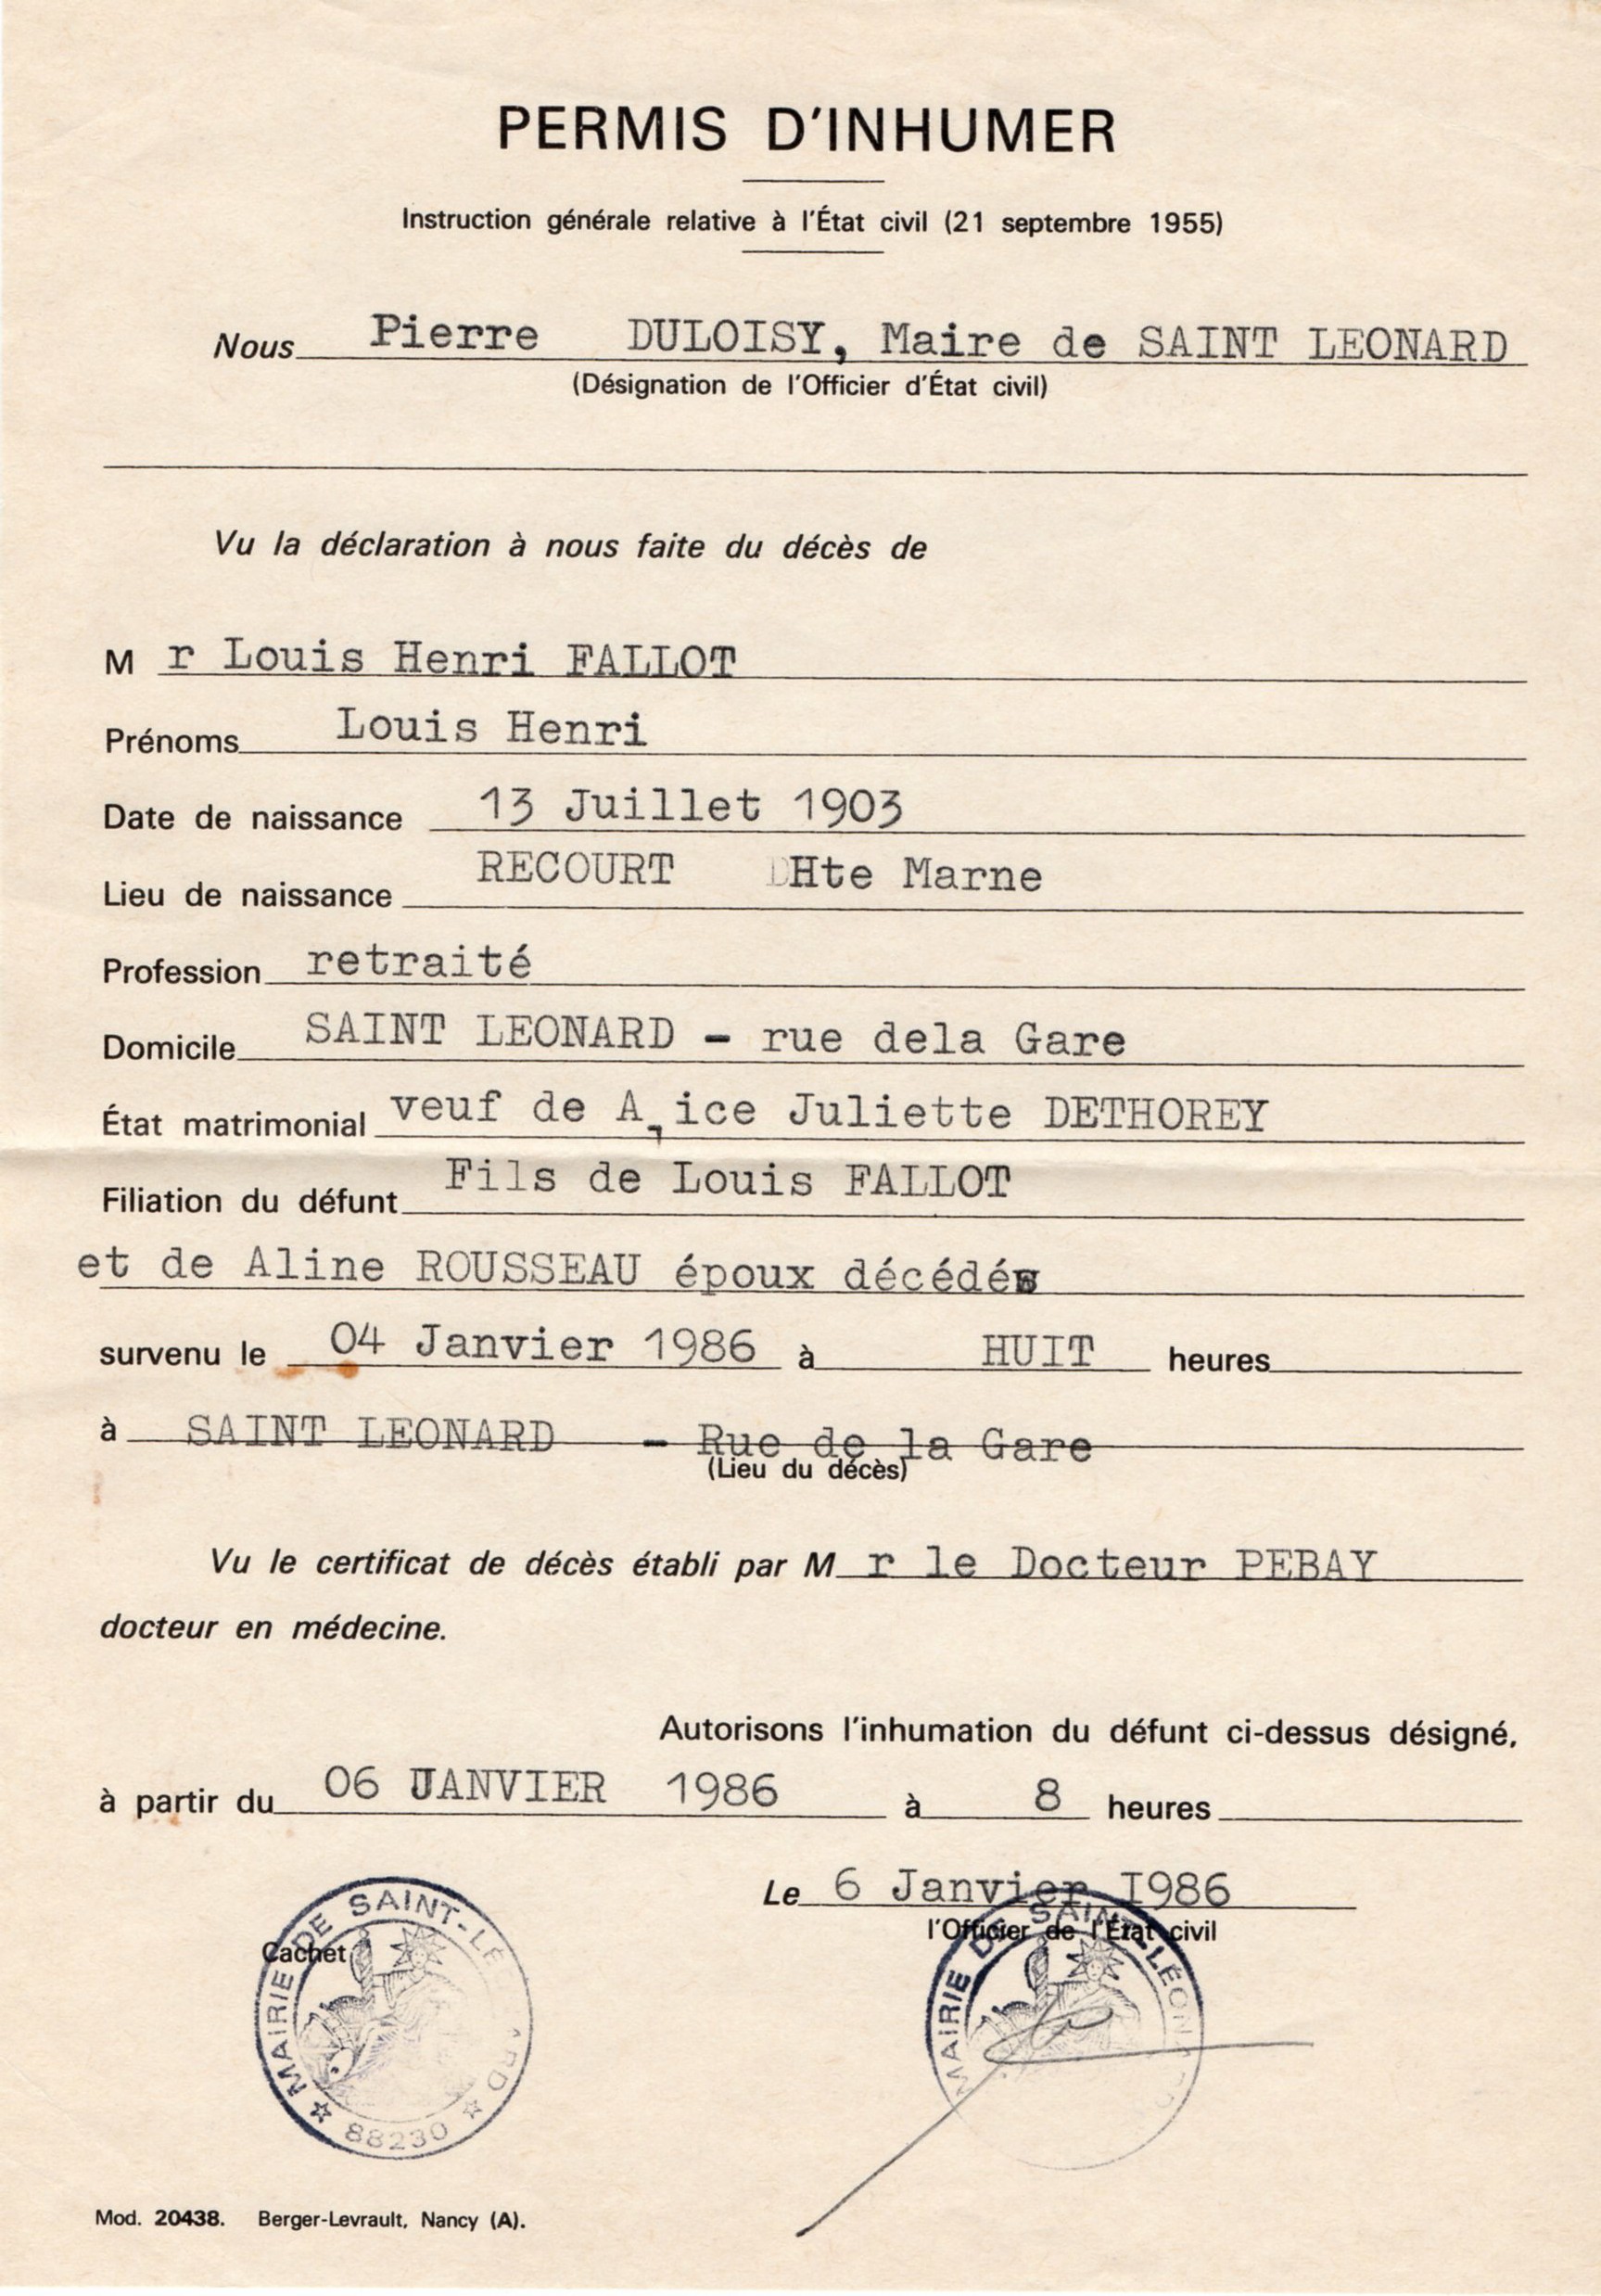 PERMIS D'INHUMER
Instruction générale relative à l'État civil (21 septembre 1955)
Nous Pierre DULOISY, Maire de SAINT LEONARD
(Désignation de l'Officier d'État civil)
Vu la déclaration à nous faite du décès de
M r Louis Henri FALLOT
Prénoms Louis Henri
Date de naissance 13 Juillet 1903
Lieu de naissance RECOURT Hte Marne
Profession retraité
Domicile SAINT LEONARD - rue dela Gare
État matrimonial veuf de A ice Juliette DETHOREY
Filiation du défunt Fils de Louis FALLOT
et de Aline ROUSSEAU époux décédés
survenu le 04 Janvier 1986 à HUIT heures
à SAINT LEONARD - Rue de la Gare
(Lieu du décès)
Vu le certificat de décès établi par M r le Docteur PEBAY
docteur en médecine.
Autorisons l'inhumation du défunt ci-dessus désigné,
à partir du 06 JANVIER 1986 à 8 heures
Le 6 Janvier I986
l'Officier de l'État civil
Cachet
MAIRIE DE SAINT-LÉ ARD
88230
MAIRIE DE SAINT-LÉON
Mod. 20438. Berger-Levrault, Nancy (A).